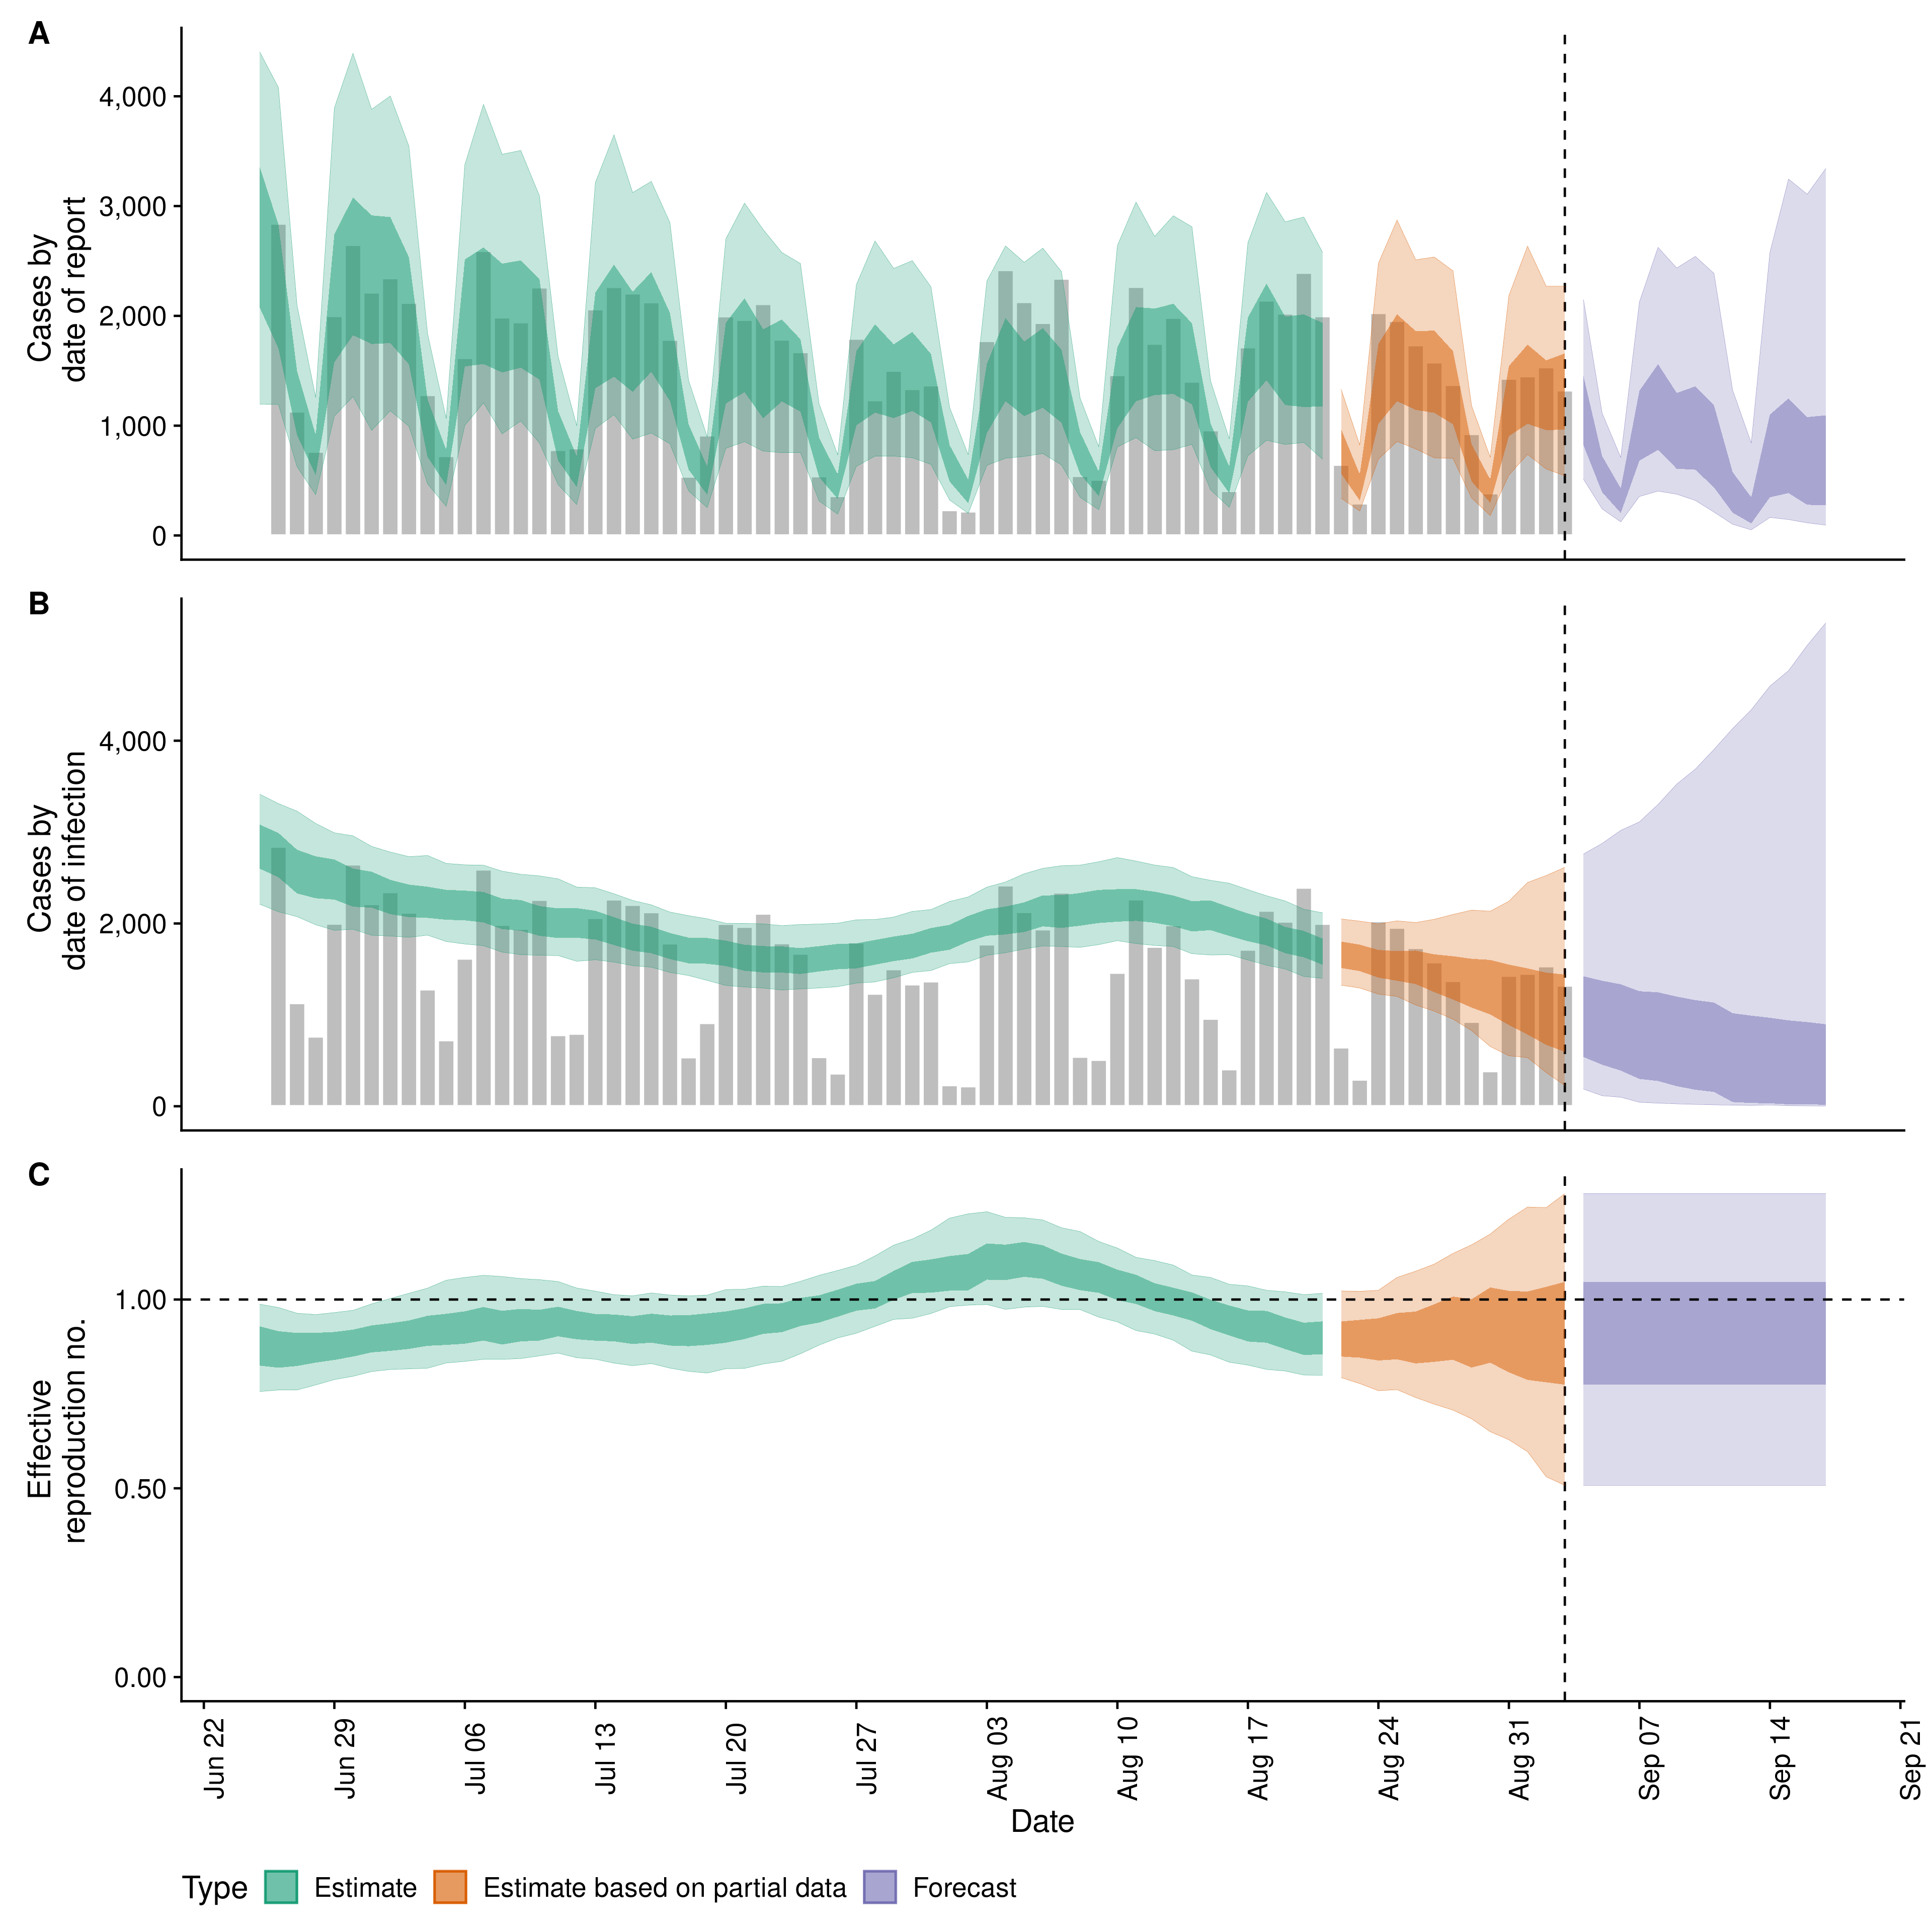 A
Cases by
date of report
4,000
3,000
2,000
1,000
0
B
Cases by
date of infection
4,000
2,000
0
C
Effective
reproduction no.
1.00
0.50
0.00
Jun 22
Jun 29
Jul 06
Jul 13
Jul 20
Jul 27
Aug 03
Aug 10
Aug 17
Aug 24
Aug 31
Sep 07
Sep 14
Sep 21
Date
Type Estimate Estimate based on partial data Forecast